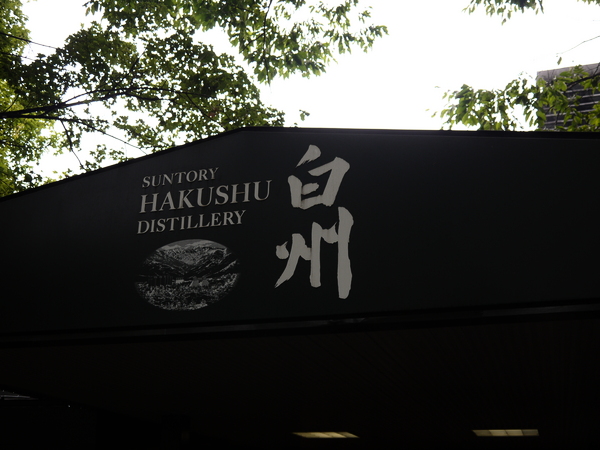 SUNTORY
HAKUSHU
DISTILLERY
白州